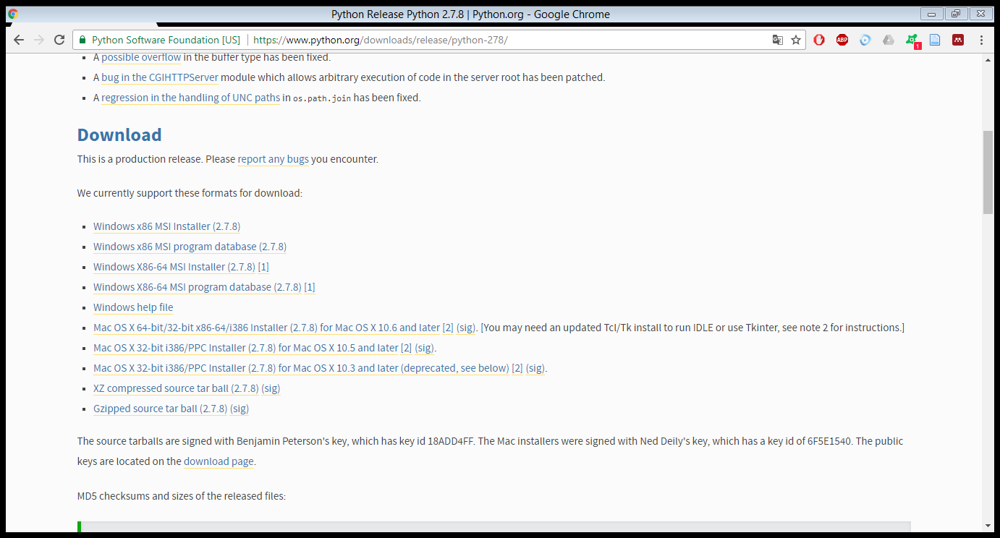 Python Release Python 2.7.8 | Python.org - Google Chrome
Python Software Foundation [US] https://www.python.org/downloads/release/python-278/
ABP
1
A possible overflow in the buffer type has been fixed.
A bug in the CGIHTTPServer module which allows arbitrary execution of code in the server root has been patched.
A regression in the handling of UNC paths in os.path.join has been fixed.
Download
This is a production release. Please report any bugs you encounter.
We currently support these formats for download:
Windows x86 MSI Installer (2.7.8)
Windows x86 MSI program database (2.7.8)
Windows X86-64 MSI Installer (2.7.8) [1]
Windows X86-64 MSI program database (2.7.8) [1]
Windows help file
Mac OS X 64-bit/32-bit x86-64/i386 Installer (2.7.8) for Mac OS X 10.6 and later [2] (sig). [You may need an updated Tcl/Tk install to run IDLE or use Tkinter, see note 2 for instructions.]
Mac OS X 32-bit i386/PPC Installer (2.7.8) for Mac OS X 10.5 and later [2] (sig).
Mac OS X 32-bit i386/PPC Installer (2.7.8) for Mac OS X 10.3 and later (deprecated, see below) [2] (sig).
XZ compressed source tar ball (2.7.8) (sig)
Gzipped source tar ball (2.7.8) (sig)
The source tarballs are signed with Benjamin Peterson's key, which has key id 18ADD4FF. The Mac installers were signed with Ned Deily's key, which has a key id of 6F5E1540. The public
keys are located on the download page.
MD5 checksums and sizes of the released files: